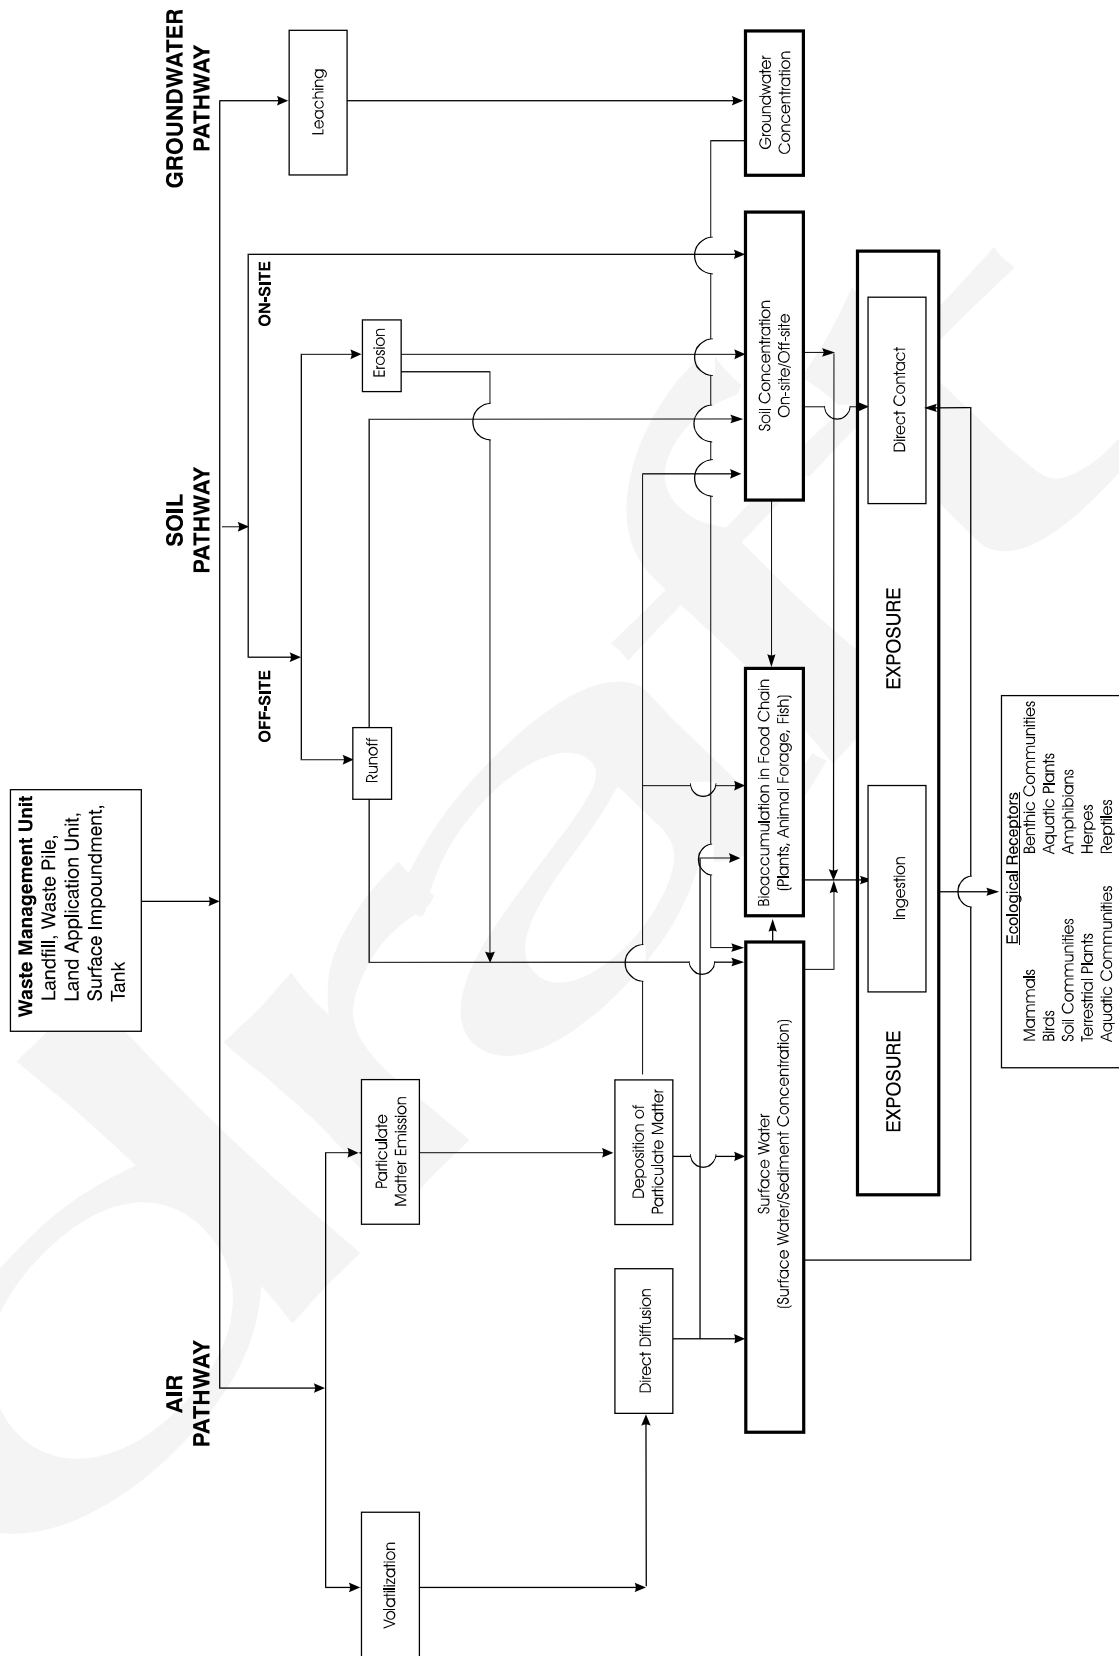 Waste Management Unit
Landfill, Waste Pile,
Land Application Unit,
Surface Impoundment,
Tank
AIR
PATHWAY
SOIL
PATHWAY
GROUNDWATER
PATHWAY
OFF-SITE
ON-SITE
Leaching
Volatilization
Particulate
Matter Emission
Runoff
Erosion
Direct Diffusion
Deposition of
Particulate Matter
Surface Water
(Surface Water/Sediment Concentration)
Bioaccumulation in Food Chain
(Plants, Animal Forage, Fish)
Soil Concentration
On-site/Off-site
Groundwater
Concentration
EXPOSURE
Ingestion
EXPOSURE
Direct Contact
Ecological Receptors
Mammals Benthic Communities
Birds Aquatic Plants
Soil Communities Amphibians
Terrestrial Plants Herpes
Aquatic Communities Reptiles
draft